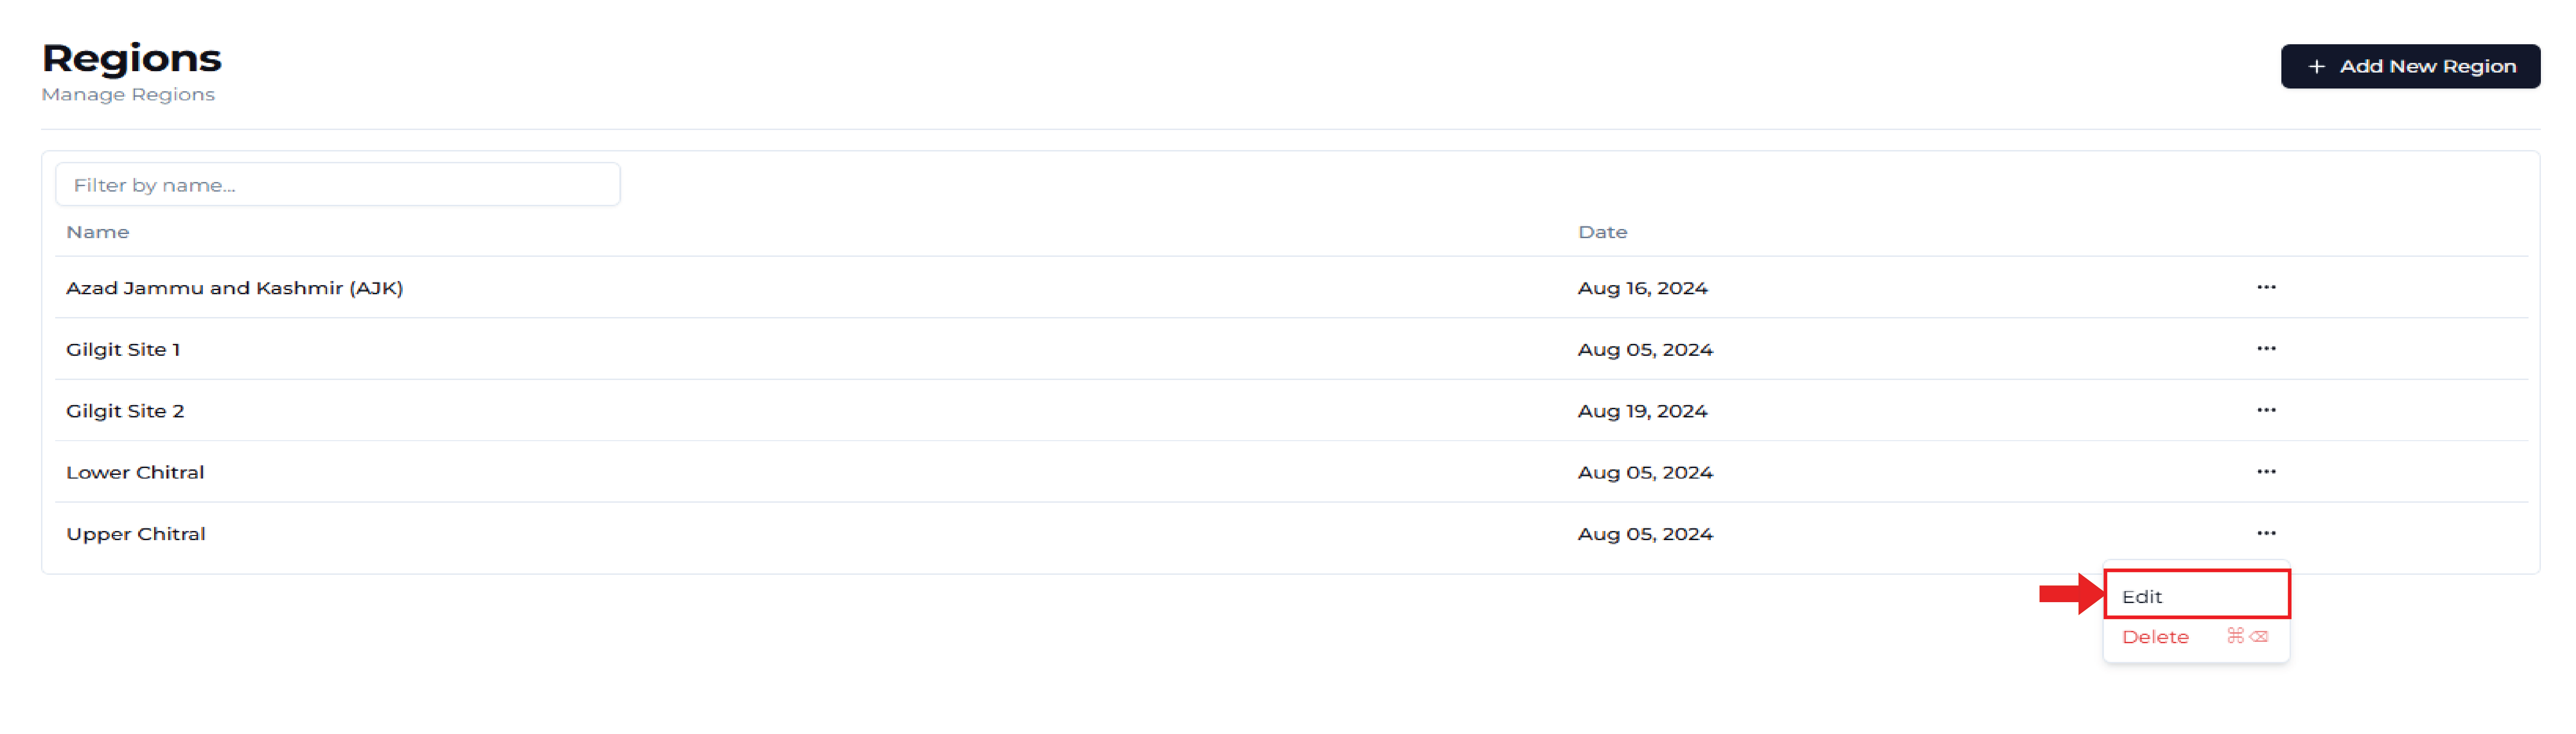 Regions
Manage Regions
+ Add New Region
Filter by name...
Name Date
Azad Jammu and Kashmir (AJK) Aug 16, 2024 ...
Gilgit Site 1 Aug 05, 2024 ...
Gilgit Site 2 Aug 19, 2024 ...
Lower Chitral Aug 05, 2024 ...
Upper Chitral Aug 05, 2024 ...
Edit
Delete ⌘⌫